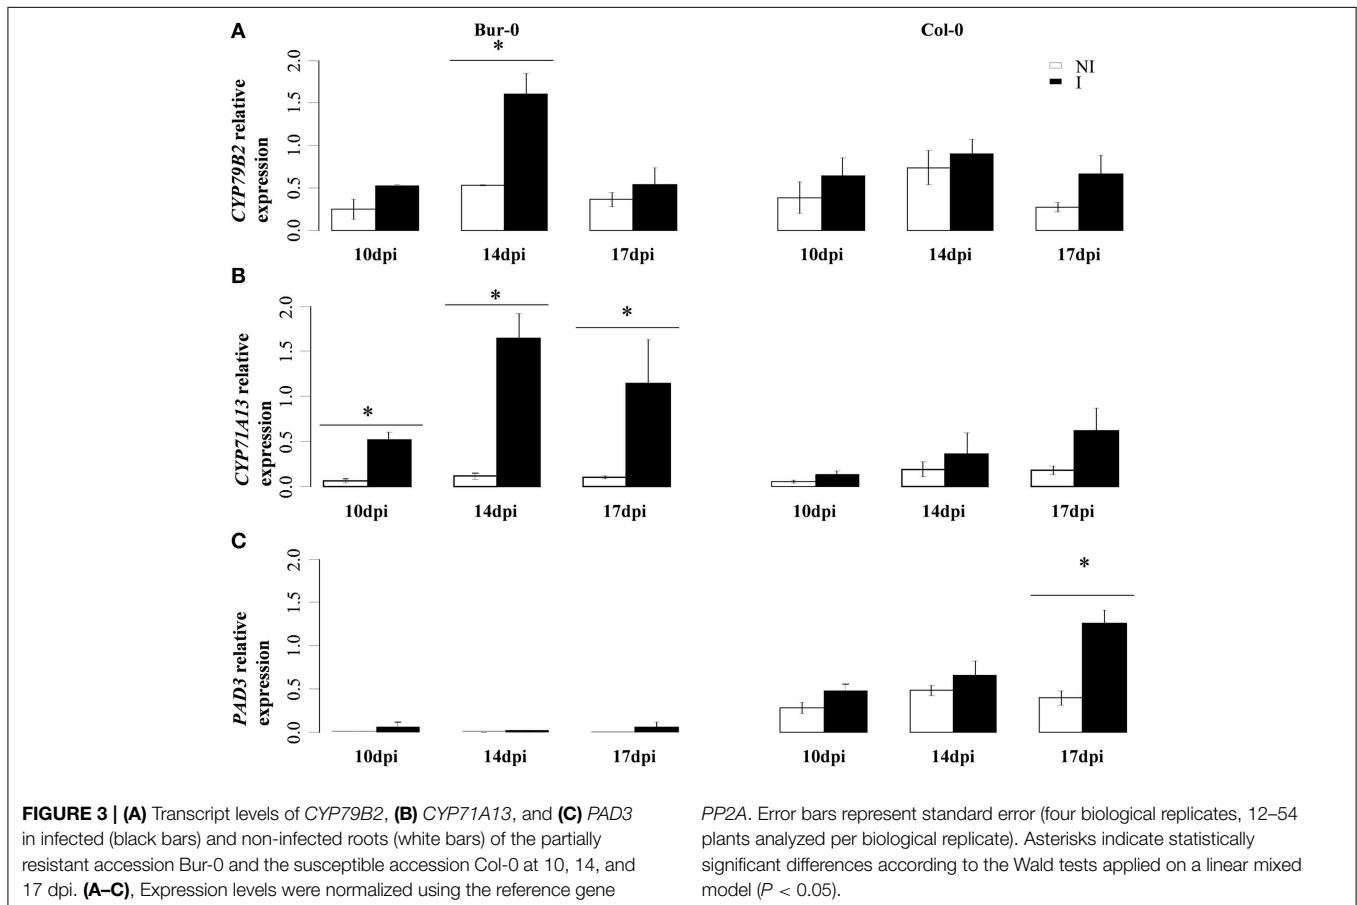 A
Bur-0
Col-0
*
NI
I
CYP79B2 relative
expression
2.0
1.5
1.0
0.5
0.0
10dpi
14dpi
17dpi
10dpi
14dpi
17dpi
B
*
*
*
CYP71A13 relative
expression
2.0
1.5
1.0
0.5
0.0
10dpi
14dpi
17dpi
10dpi
14dpi
17dpi
C
*
PAD3 relative
expression
2.0
1.5
1.0
0.5
0.0
10dpi
14dpi
17dpi
10dpi
14dpi
17dpi
FIGURE 3 | (A) Transcript levels of CYP79B2, (B) CYP71A13, and (C) PAD3
in infected (black bars) and non-infected roots (white bars) of the partially
resistant accession Bur-0 and the susceptible accession Col-0 at 10, 14, and
17 dpi. (A–C), Expression levels were normalized using the reference gene
PP2A. Error bars represent standard error (four biological replicates, 12–54
plants analyzed per biological replicate). Asterisks indicate statistically
significant differences according to the Wald tests applied on a linear mixed
model (P < 0.05).